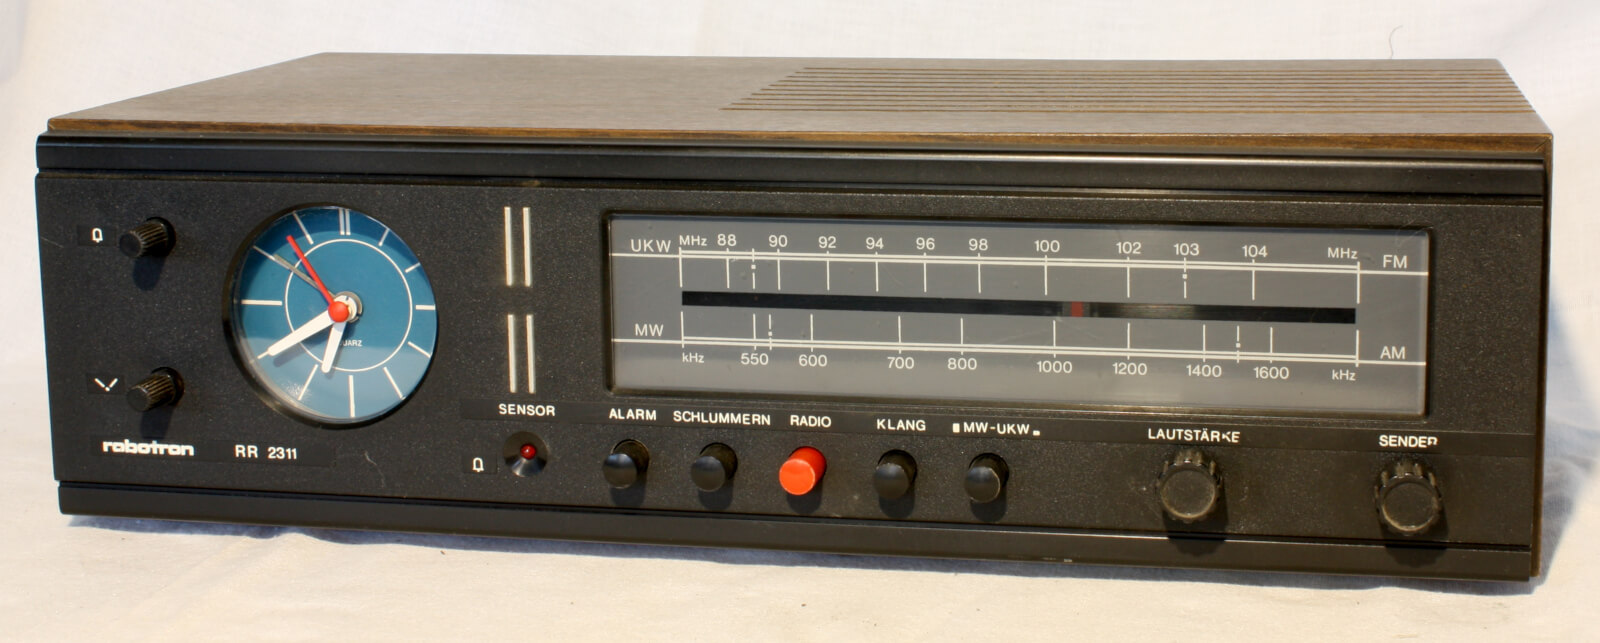 UKW MHz 88 90 92 94 96 98 100 102 103 104 MHz FM
MW kHz 550 600 700 800 1000 1200 1400 1600 kHz AM
SENSOR ALARM SCHLUMMERN RADIO KLANG MW-UKW LAUTSTÄRKE SENDER
robotron RR 2311